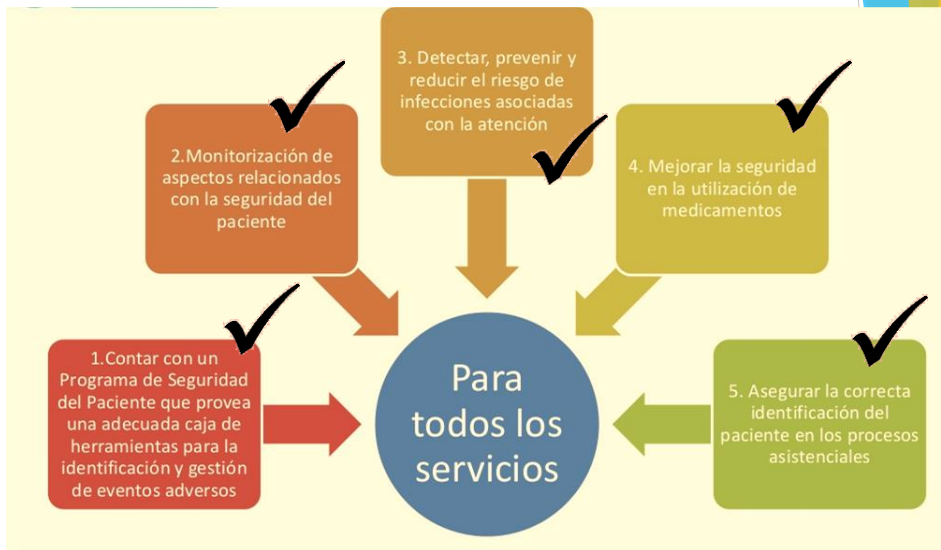 1.Contar con un
Programa de Seguridad
del Paciente que provea
una adecuada caja de
herramientas para la
identificación y gestión
de eventos adversos
2.Monitorización de
aspectos relacionados
con la seguridad del
paciente
3. Detectar, prevenir y
reducir el riesgo de
infecciones asociadas
con la atención
4. Mejorar la seguridad
en la utilización de
medicamentos
5. Asegurar la correcta
identificación del
paciente en los procesos
asistenciales
Para
todos los
servicios